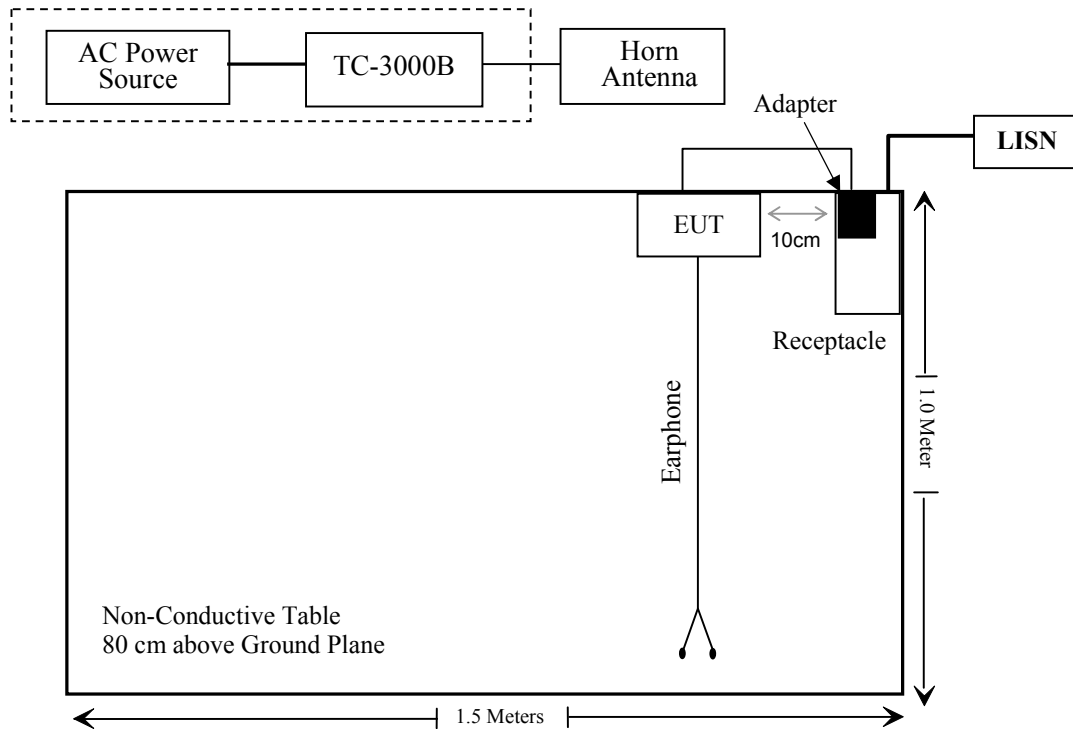 AC Power
Source
TC-3000B
Horn
Antenna
Adapter
LISN
EUT
10cm
Receptacle
Earphone
1.0 Meter
Non-Conductive Table
80 cm above Ground Plane
1.5 Meters